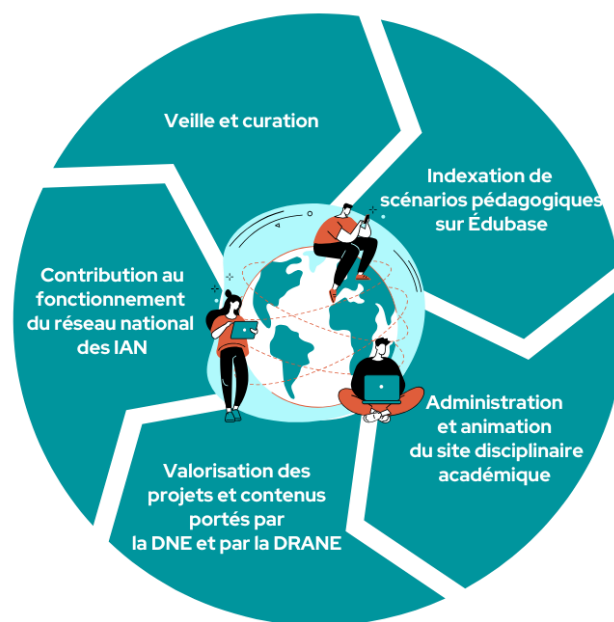 Veille et curation
Indexation de
scénarios pédagogiques
sur Édubase
Administration
et animation
du site disciplinaire
académique
Valorisation des
projets et contenus
portés par
la DNE et par la DRANE
Contribution au
fonctionnement
du réseau national
des IAN